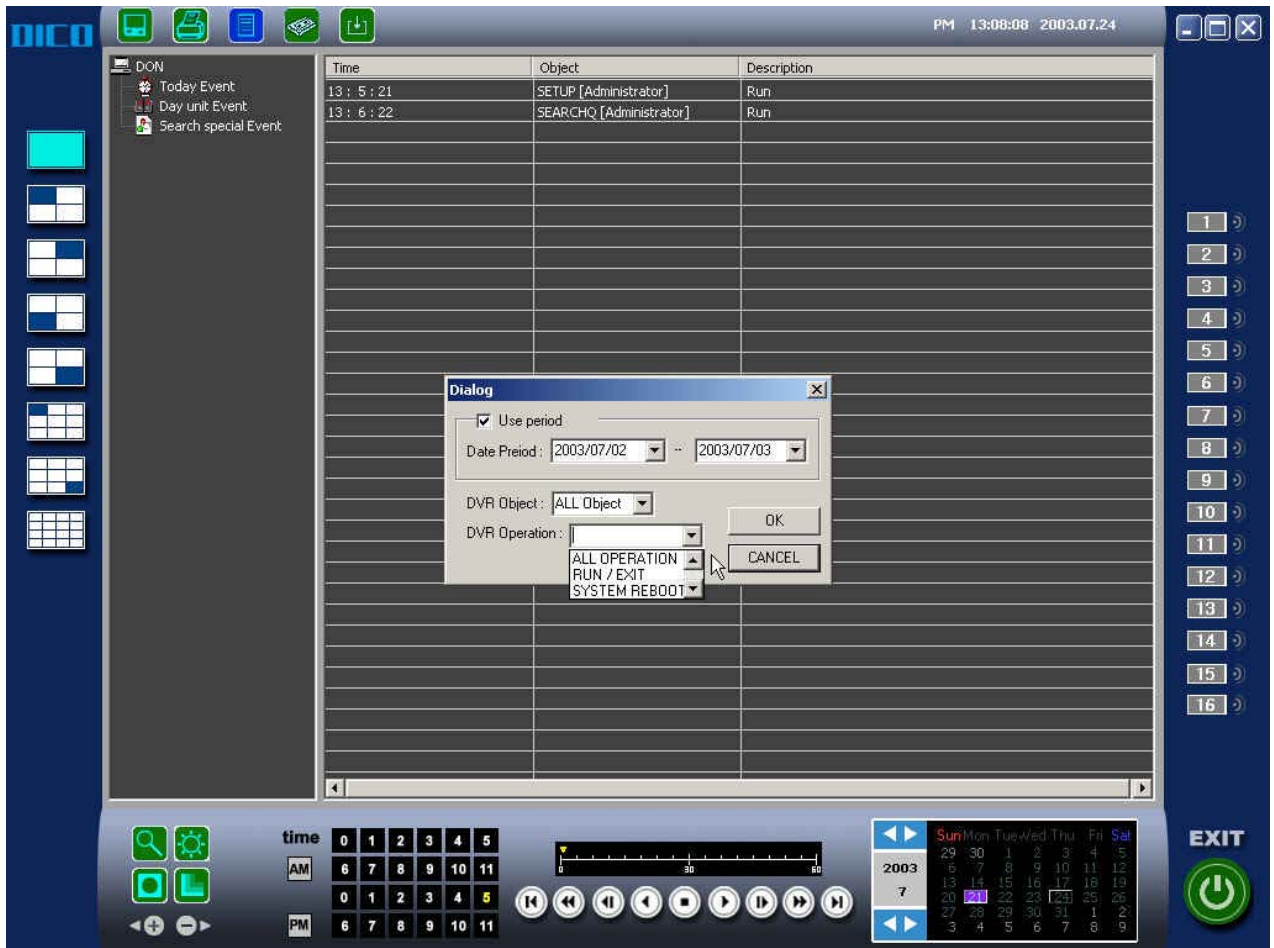 DICO
PM 13:08:08 2003.07.24
DON
Today Event
Day unit Event
Search special Event
Time Object Description
13 : 5 : 21 SETUP [Administrator] Run
13 : 6 : 22 SEARCHQ [Administrator] Run
Dialog
Use period
Date Preiod : 2003/07/02 -- 2003/07/03
DVR Object : ALL Object
DVR Operation :
OK
CANCEL
ALL OPERATION
RUN / EXIT
SYSTEM REBOOT
1
2
3
4
5
6
7
8
9
10
11
12
13
14
15
16
time 0 1 2 3 4 5
AM 6 7 8 9 10 11
0 1 2 3 4 5
PM 6 7 8 9 10 11
0 30 60
2003
7
Sun Mon Tue Wed Thu Fri Sat
29 30 1 2 3 4 5
6 7 8 9 10 11 12
13 14 15 16 17 18 19
20 21 22 23 24 25 26
27 28 29 30 31 1 2
3 4 5 6 7 8 9
EXIT